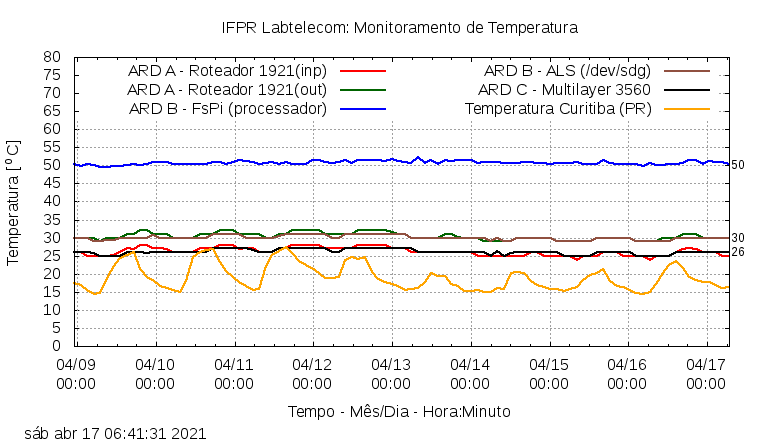 IFPR Labtelecom: Monitoramento de Temperatura
ARD A - Roteador 1921(inp)
ARD A - Roteador 1921(out)
ARD B - FsPi (processador)
ARD B - ALS (/dev/sdg)
ARD C - Multilayer 3560
Temperatura Curitiba (PR)
Temperatura [ºC]
80
75
70
65
60
55
50
45
40
35
30
25
20
15
10
5
0
50
30
26
04/09 04/10 04/11 04/12 04/13 04/14 04/15 04/16 04/17
00:00 00:00 00:00 00:00 00:00 00:00 00:00 00:00 00:00
Tempo - Mês/Dia - Hora:Minuto
sáb abr 17 06:41:31 2021